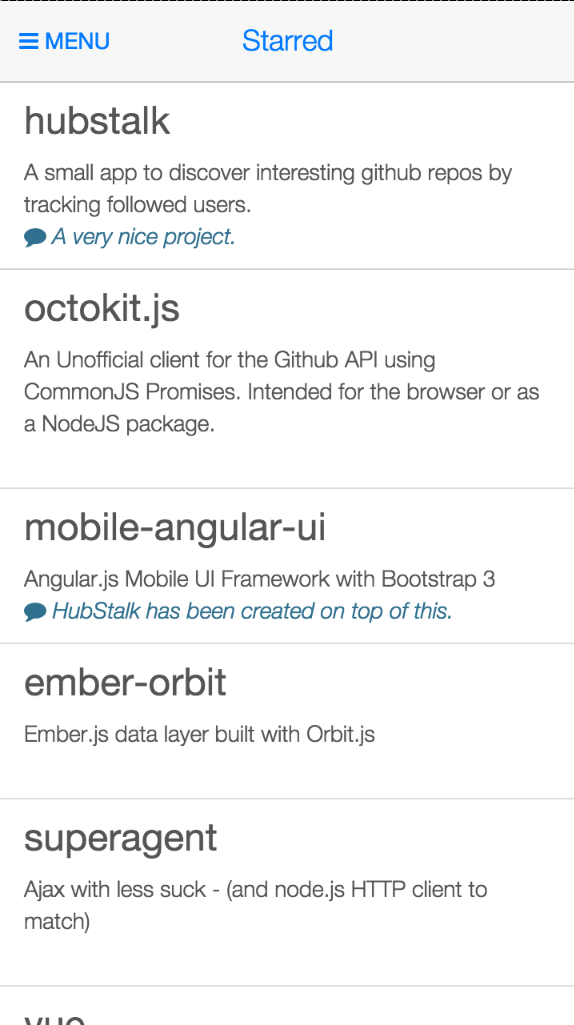 MENU
Starred
hubstalk
A small app to discover interesting github repos by
tracking followed users.
A very nice project.
octokit.js
An Unofficial client for the Github API using
CommonJS Promises. Intended for the browser or as
a NodeJS package.
mobile-angular-ui
Angular.js Mobile UI Framework with Bootstrap 3
HubStalk has been created on top of this.
ember-orbit
Ember.js data layer built with Orbit.js
superagent
Ajax with less suck - (and node.js HTTP client to
match)